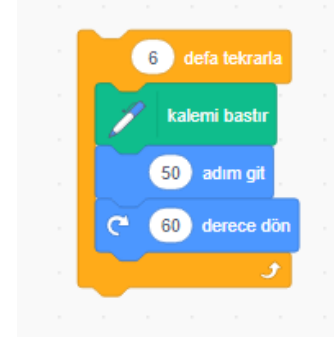 6 defa tekrarla
kalemi bastır
50 adım git
60 derece dön